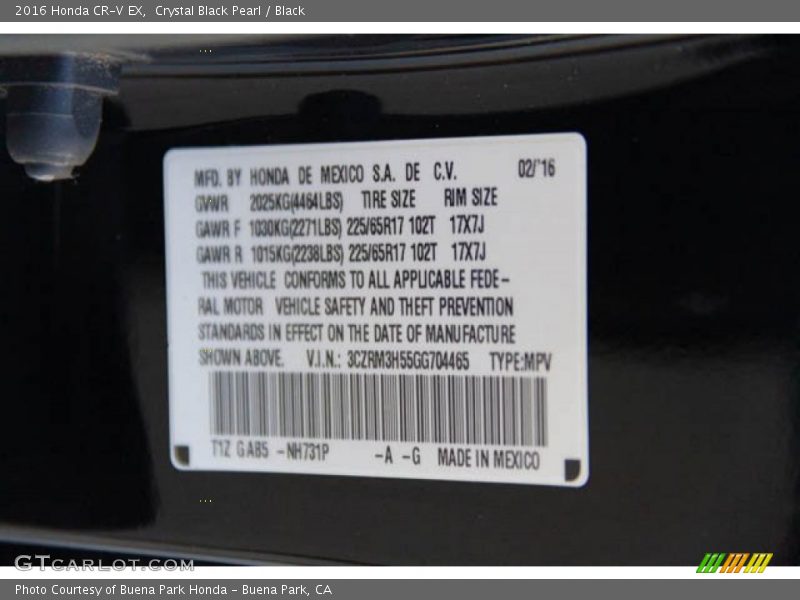 2016 Honda CR-V EX, Crystal Black Pearl / Black
MFD. BY HONDA DE MEXICO S.A. DE C.V. 02/'16
GVWR 2025KG(4464LBS) TIRE SIZE RIM SIZE
GAWR F 1030KG(2271LBS) 225/65R17 102T 17X7J
GAWR R 1015KG(2238LBS) 225/65R17 102T 17X7J
THIS VEHICLE CONFORMS TO ALL APPLICABLE FEDE-
RAL MOTOR VEHICLE SAFETY AND THEFT PREVENTION
STANDARDS IN EFFECT ON THE DATE OF MANUFACTURE
SHOWN ABOVE. V.I.N.: 3CZRM3H55GG704465 TYPE:MPV
T1Z GAB5 -NH731P -A -G MADE IN MEXICO
GTCARLOT.COM
Photo Courtesy of Buena Park Honda - Buena Park, CA